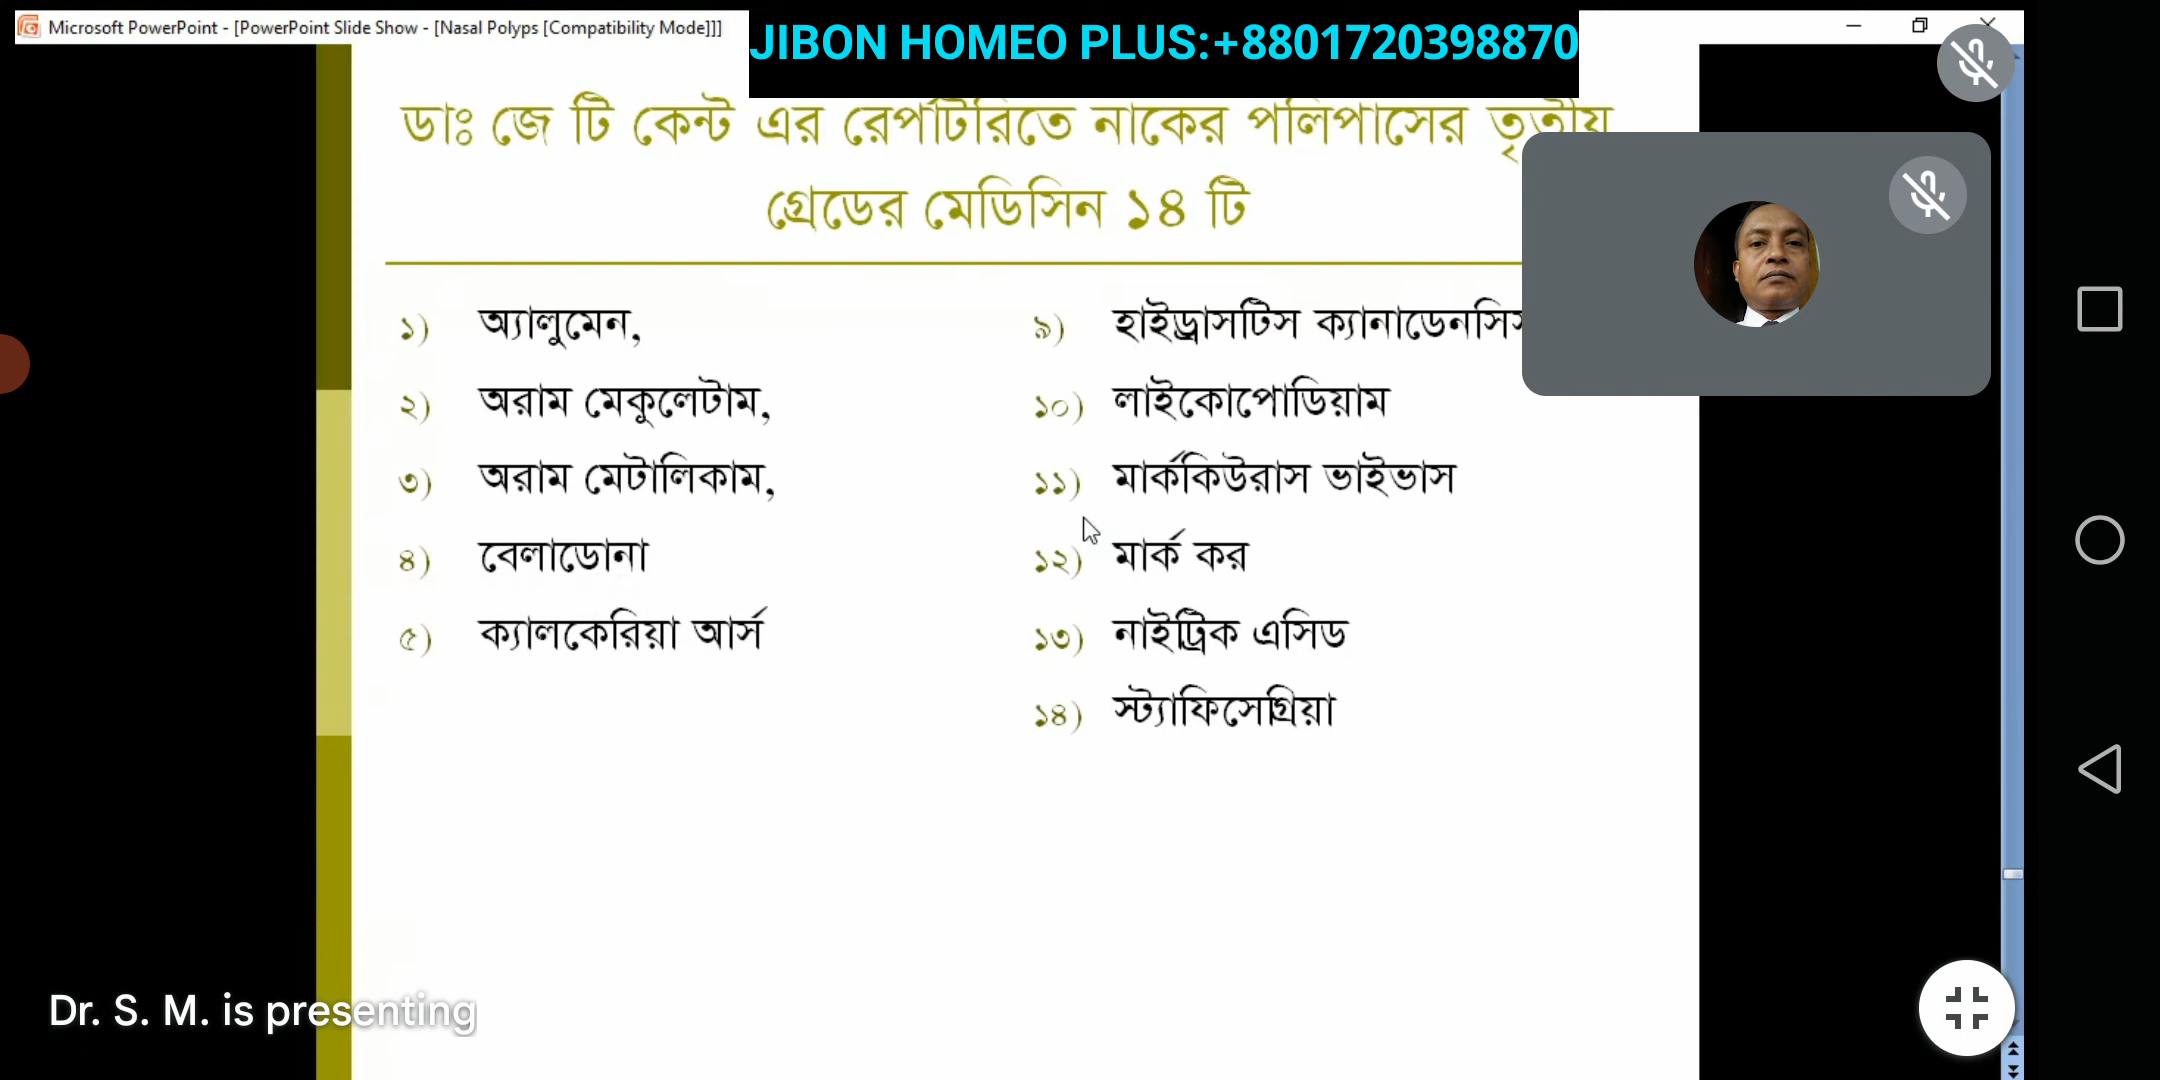 Microsoft PowerPoint - [PowerPoint Slide Show - [Nasal Polyps [Compatibility Mode]]]
JIBON HOMEO PLUS:+8801720398870
ডাঃ জে টি কেন্ট এর রেপার্টরিতে নাকের পলিপাসের তৃতীয়
গ্রেডের মেডিসিন ১৪ টি
১) অ্যালুমেন,
২) অরাম মেকুলেটাম,
৩) অরাম মেটালিকাম,
৪) বেলাডোনা
৫) ক্যালকেরিয়া আর্স
৯) হাইড্রাসটিস ক্যানাডেনসিস
১০) লাইকোপোডিয়াম
১১) মার্ককিউরাস ভাইভাস
১২) মার্ক কর
১৩) নাইট্রিক এসিড
১৪) স্ট্যাফিসেগ্রিয়া
Dr. S. M. is presenting